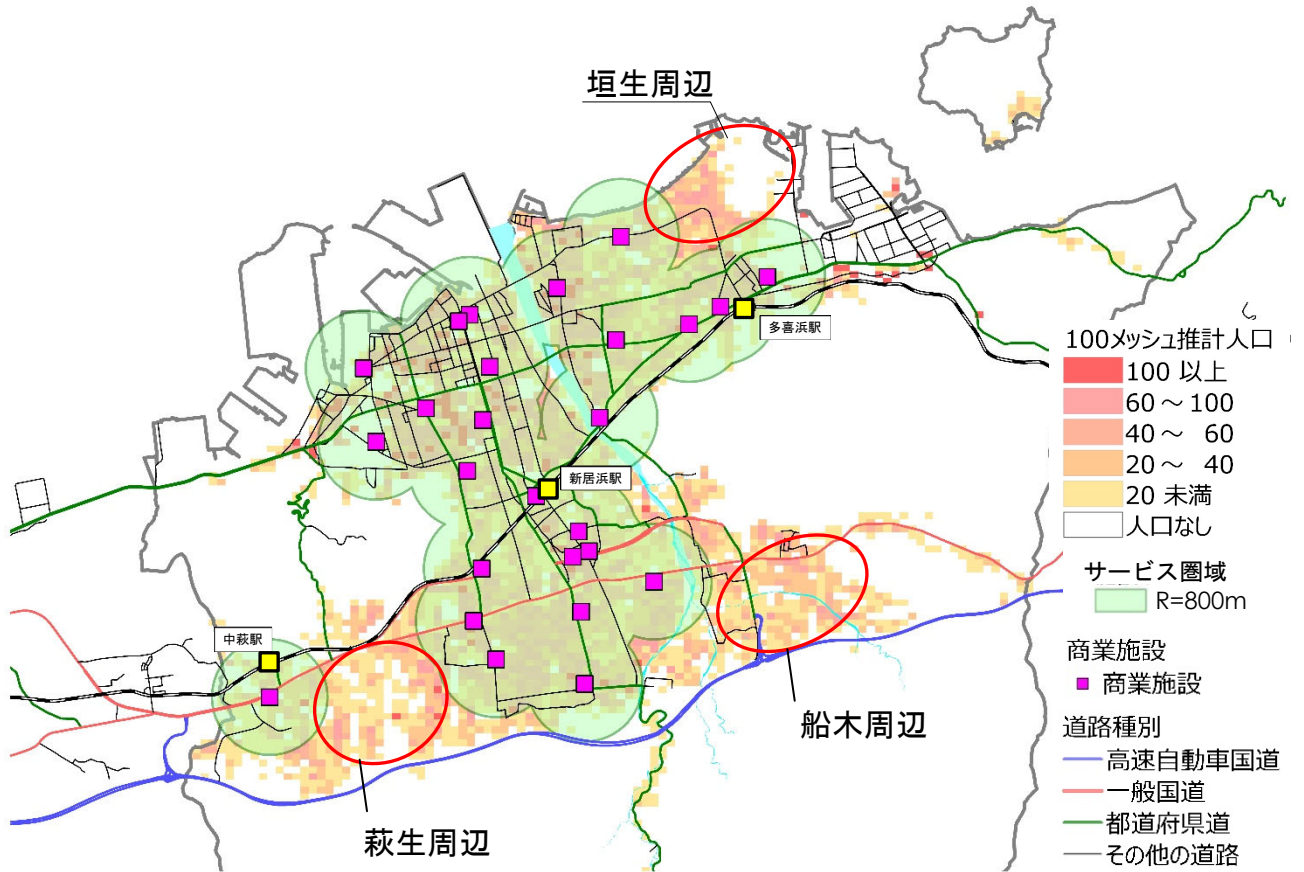 垣生周辺
多喜浜駅
新居浜駅
中萩駅
船木周辺
萩生周辺
100メッシュ推計人口
100 以上
60 ~ 100
40 ~ 60
20 ~ 40
20 未満
人口なし
サービス圏域
R=800m
商業施設
商業施設
道路種別
高速自動車国道
一般国道
都道府県道
その他の道路